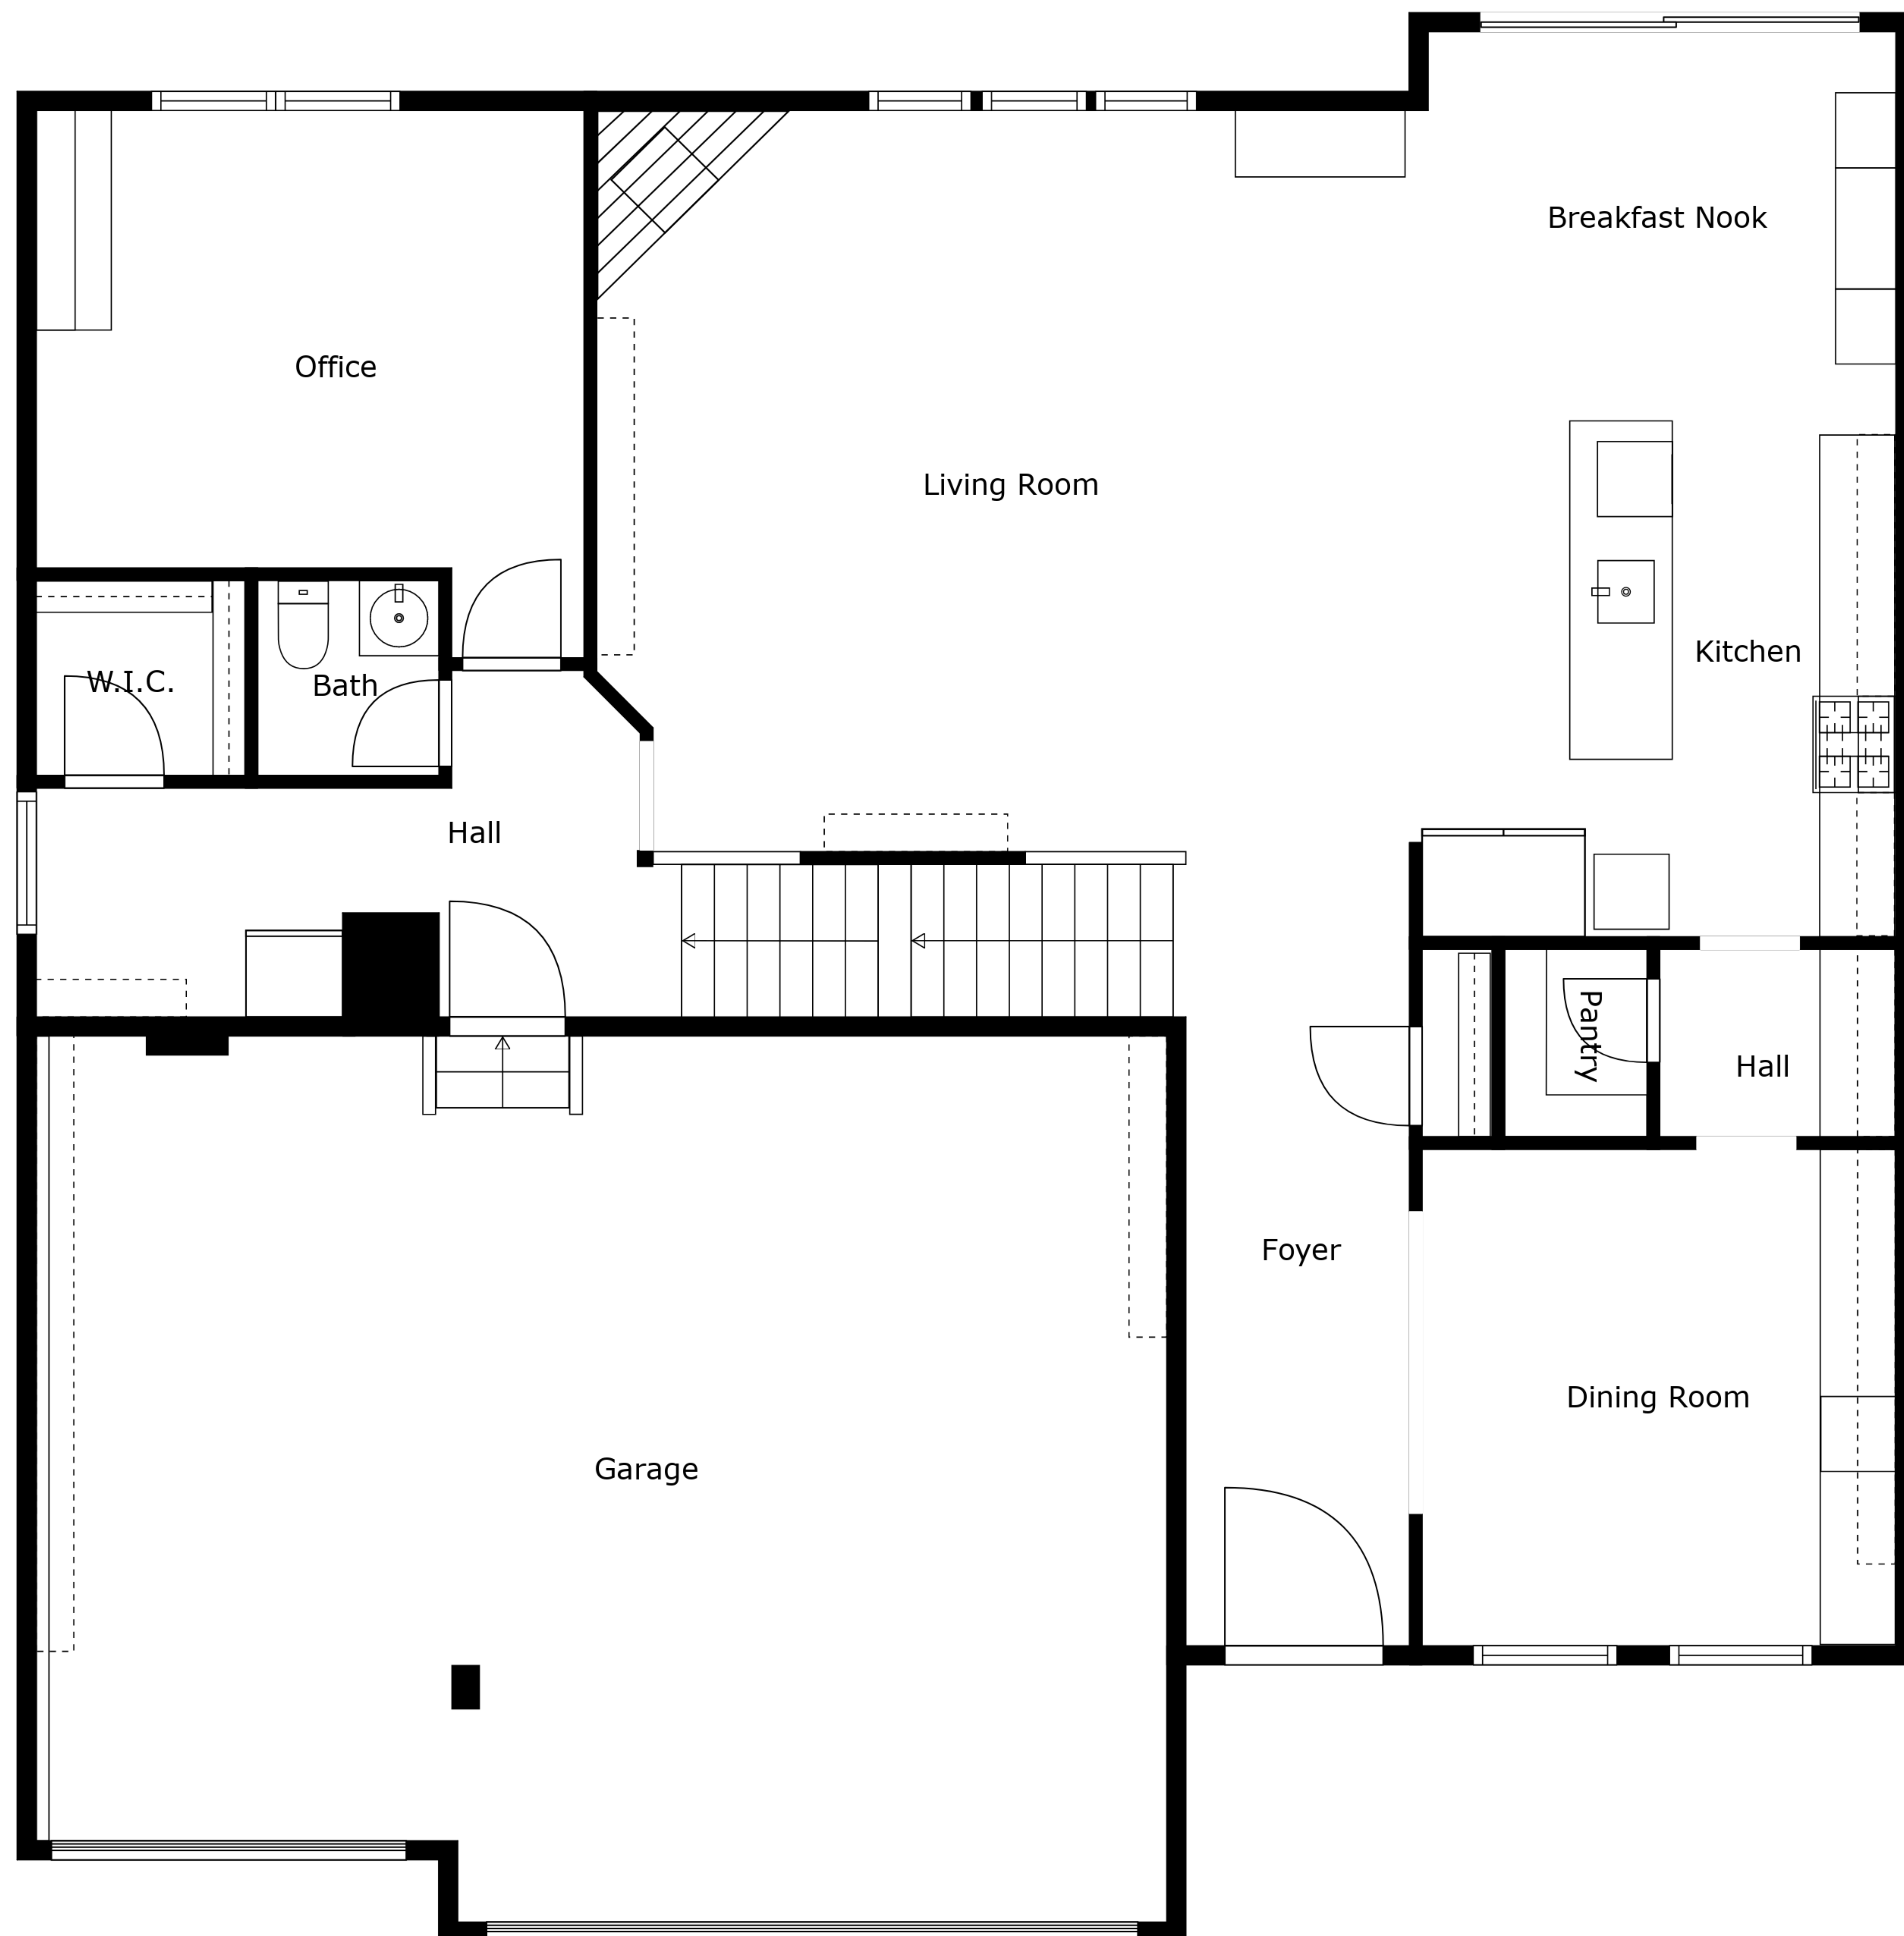 Breakfast Nook
Office
Living Room
Kitchen
W.I.C.
Bath
Hall
Pantry
Hall
Foyer
Dining Room
Garage